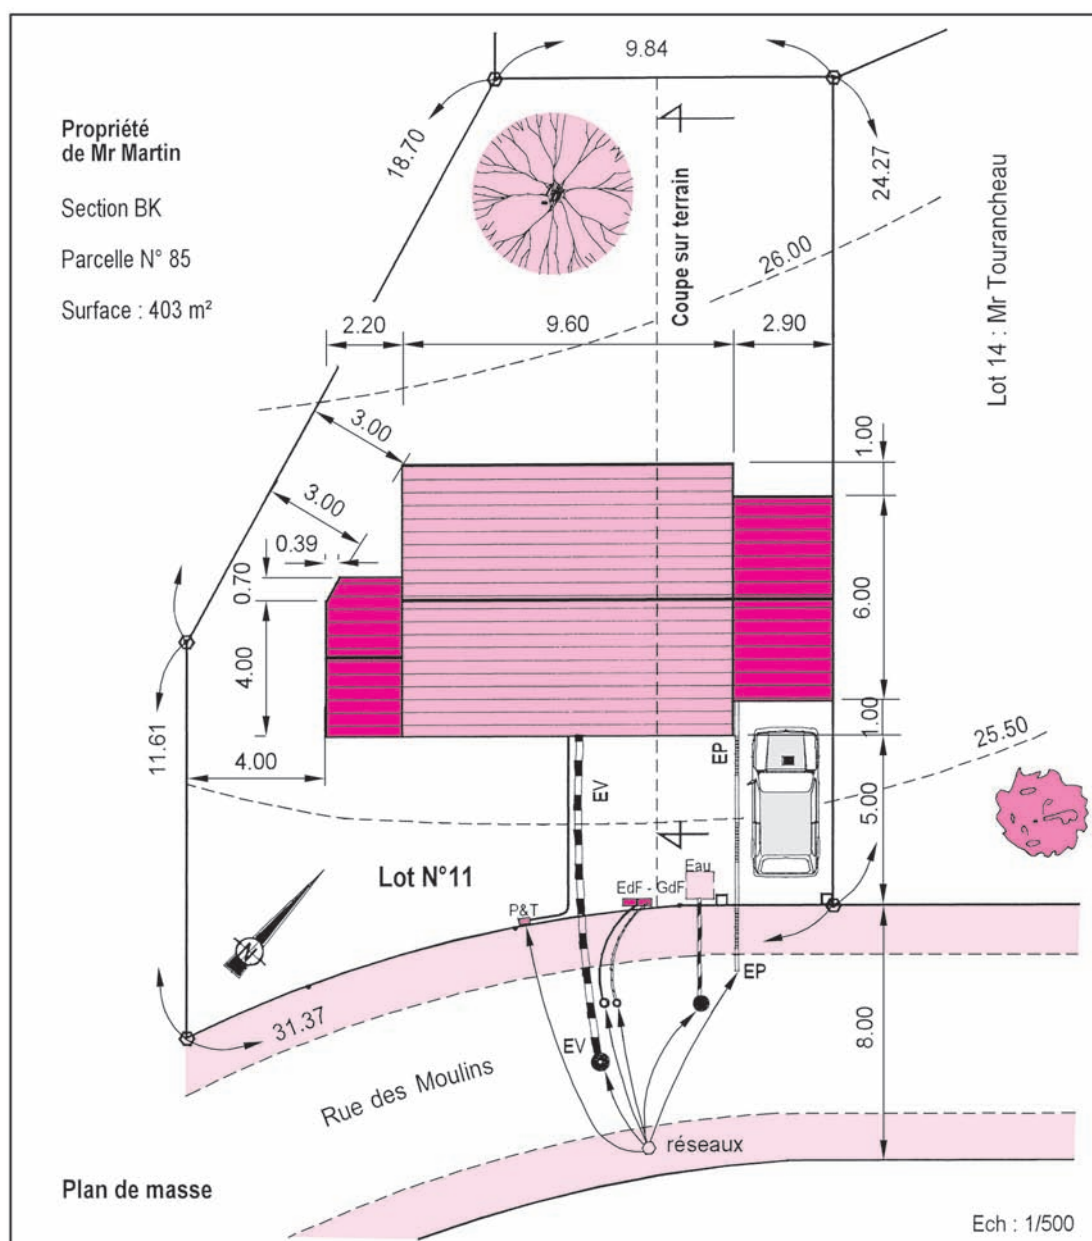 9.84
Propriété
de Mr Martin
18.70
24.27
Section BK
Parcelle N° 85
Surface : 403 m²
Coupe sur terrain
26.00
Lot 14 : Mr Tourancheau
2.20
9.60
2.90
3.00
1.00
3.00
0.39
0.70
6.00
4.00
11.61
4.00
1.00
25.50
EP
EV
5.00
Lot N°11
Eau
EdF - GdF
P&T
N
EP
31.37
8.00
EV
Rue des Moulins
réseaux
Plan de masse
Ech : 1/500